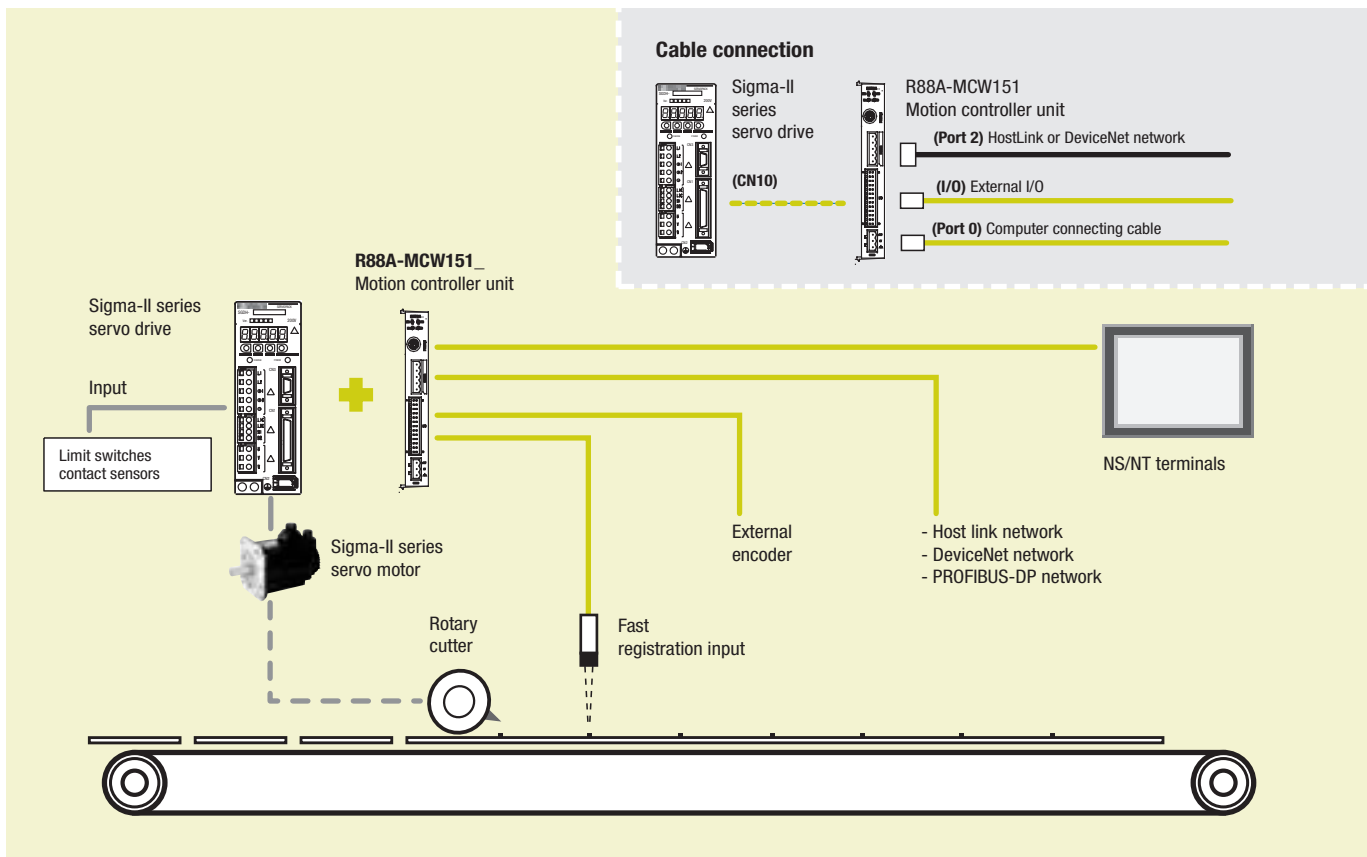 Cable connection
Sigma-II
series
servo drive
R88A-MCW151
Motion controller unit
(Port 2) HostLink or DeviceNet network
(CN10)
(I/O) External I/O
(Port 0) Computer connecting cable
R88A-MCW151_
Motion controller unit
Sigma-II series
servo drive
Input
Limit switches
contact sensors
NS/NT terminals
Sigma-II series
servo motor
External
encoder
- Host link network
- DeviceNet network
- PROFIBUS-DP network
Rotary
cutter
Fast
registration input